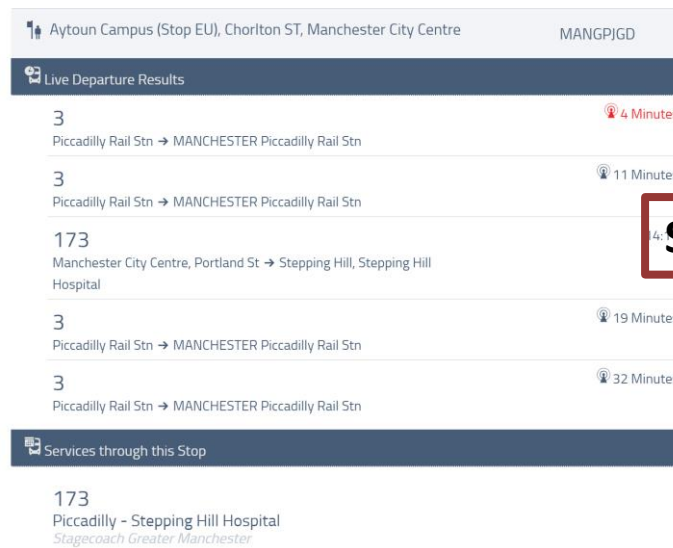 Aytoun Campus (Stop EU), Chorlton ST, Manchester City Centre MANGPJGD
Live Departure Results
3 4 Minute
Piccadilly Rail Stn → MANCHESTER Piccadilly Rail Stn
3 11 Minute
Piccadilly Rail Stn → MANCHESTER Piccadilly Rail Stn
173
Manchester City Centre, Portland St → Stepping Hill, Stepping Hill
Hospital
3 19 Minute
Piccadilly Rail Stn → MANCHESTER Piccadilly Rail Stn
3 32 Minute
Piccadilly Rail Stn → MANCHESTER Piccadilly Rail Stn
Services through this Stop
173
Piccadilly - Stepping Hill Hospital
Stagecoach Greater Manchester